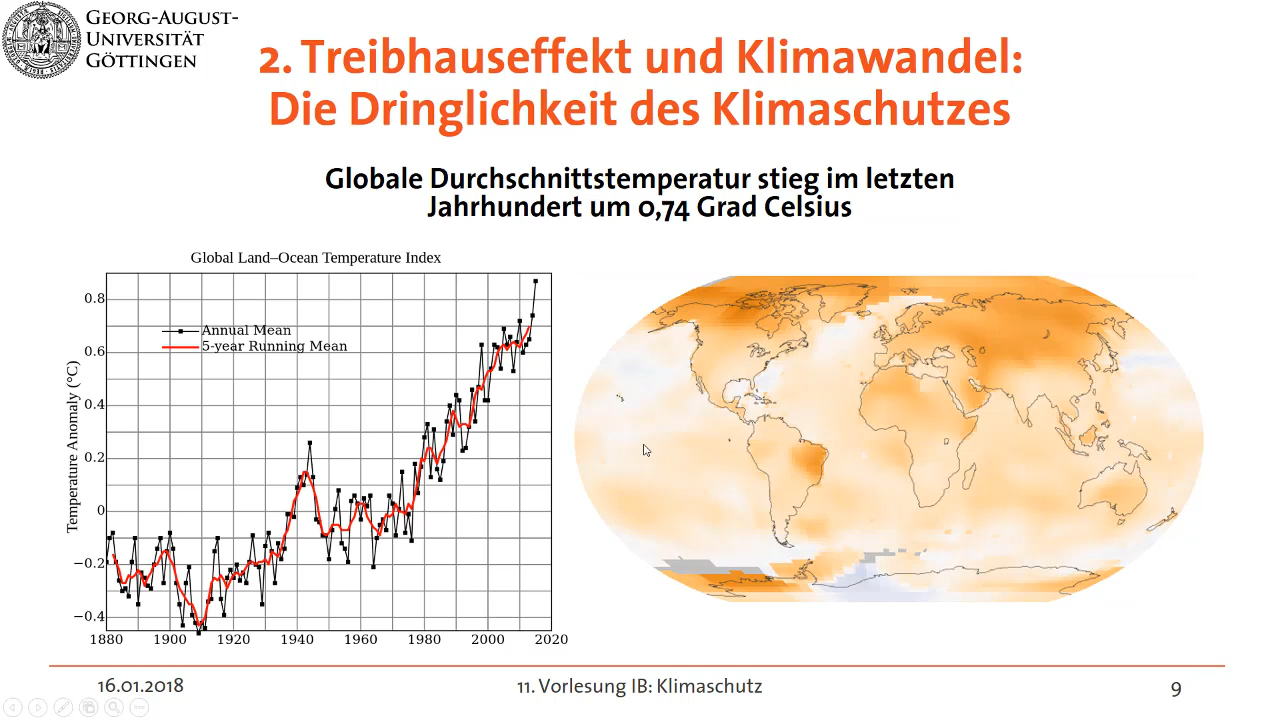 GEORG-AUGUST-
UNIVERSITÄT
GÖTTINGEN
2. Treibhauseffekt und Klimawandel:
Die Dringlichkeit des Klimaschutzes
Globale Durchschnittstemperatur stieg im letzten
Jahrhundert um 0,74 Grad Celsius
Global Land–Ocean Temperature Index
Temperature Anomaly (°C)
0.8
0.6
0.4
0.2
0
−0.2
−0.4
Annual Mean
5-year Running Mean
1880 1900 1920 1940 1960 1980 2000 2020
16.01.2018
11. Vorlesung IB: Klimaschutz
9